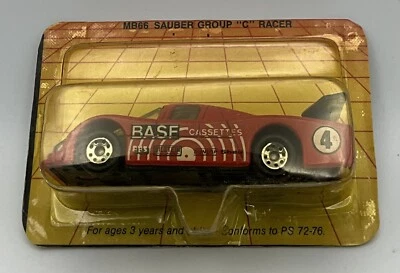 MB66 SAUBER GROUP "C" RACER
BASF CASSETTES
4
For ages 3 years and Conforms to PS 72-76.